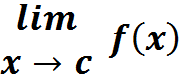 lim
x → c f(x)